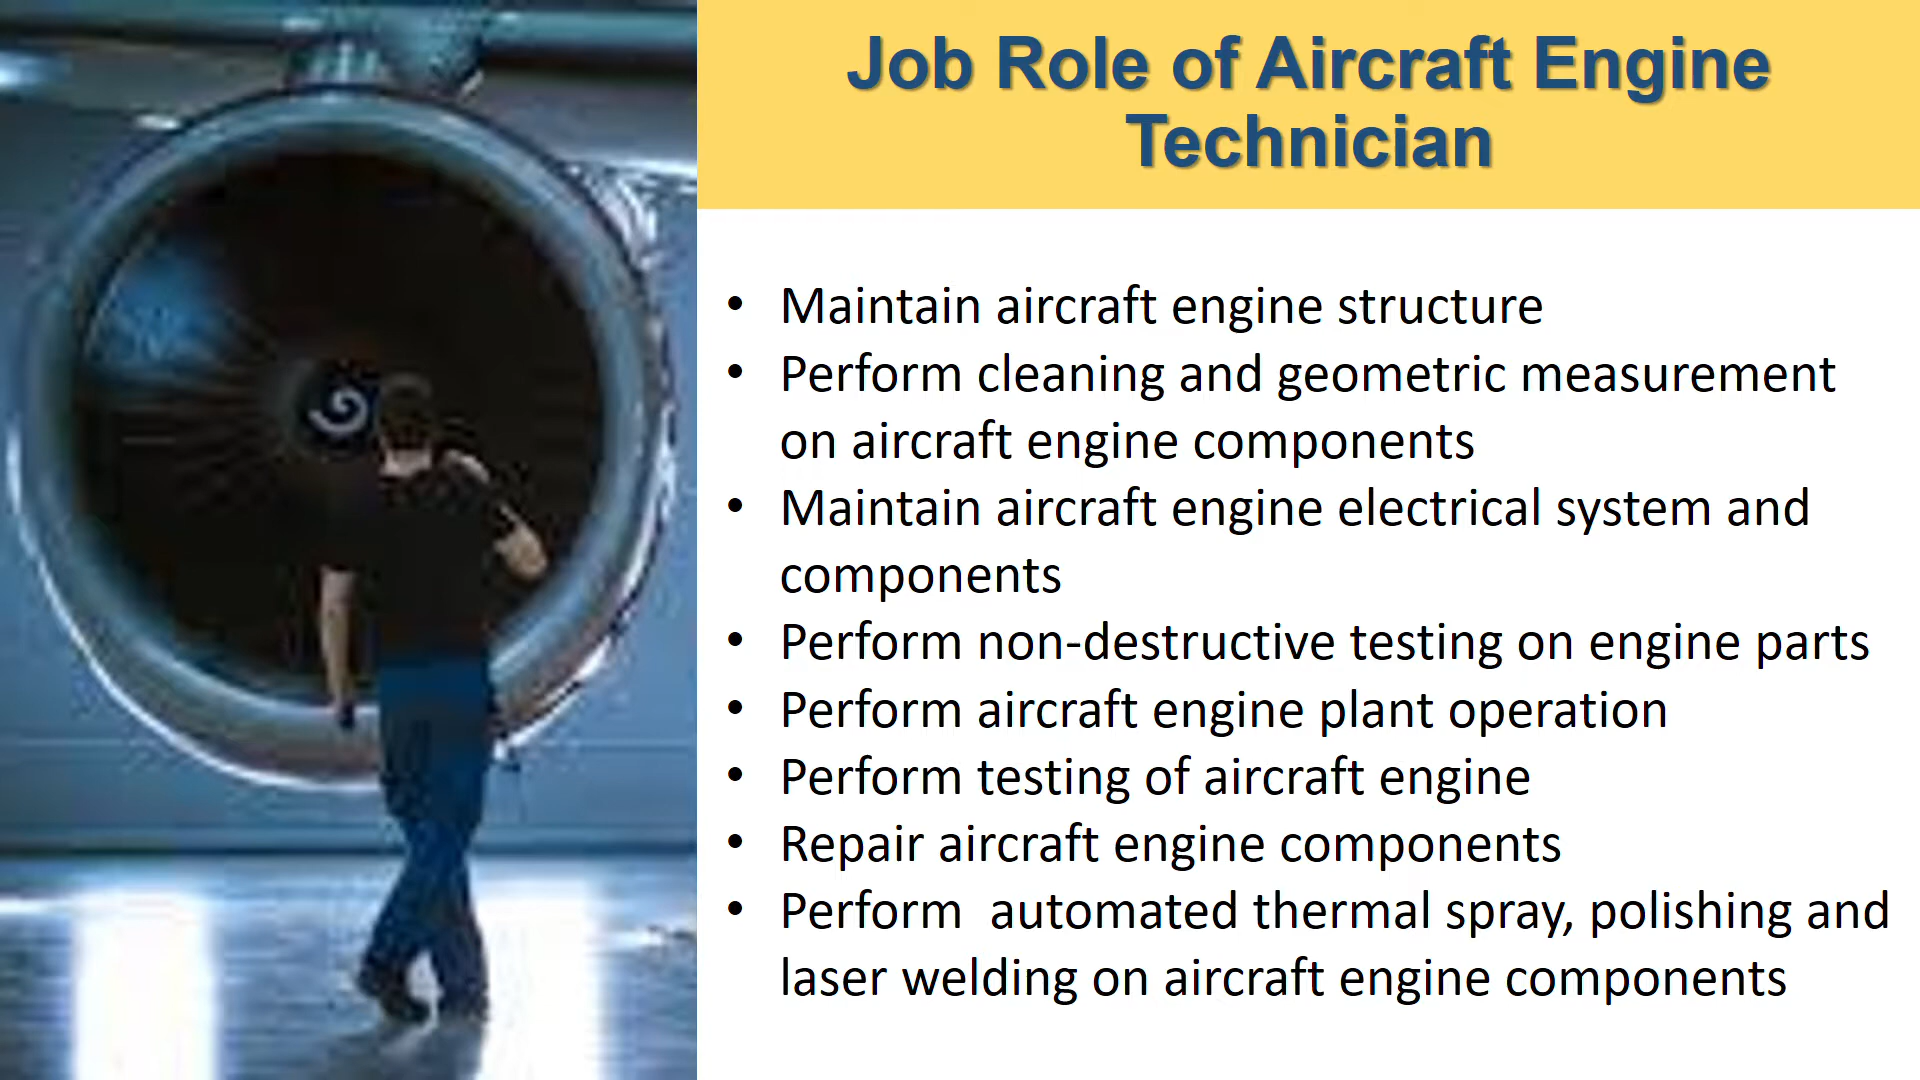 Job Role of Aircraft Engine
Technician
• Maintain aircraft engine structure
• Perform cleaning and geometric measurement
on aircraft engine components
• Maintain aircraft engine electrical system and
components
• Perform non-destructive testing on engine parts
• Perform aircraft engine plant operation
• Perform testing of aircraft engine
• Repair aircraft engine components
• Perform  automated thermal spray, polishing and
laser welding on aircraft engine components